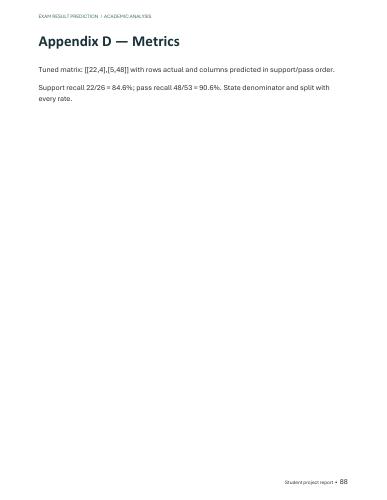 EXAM RESULT PREDICTION | ACADEMIC ANALYSIS
Appendix D — Metrics
Tuned matrix: [[22,4],[5,48]] with rows actual and columns predicted in support/pass order.
Support recall 22/26 = 84.6%; pass recall 48/53 = 90.6%. State denominator and split with
every rate.
Student project report • 88